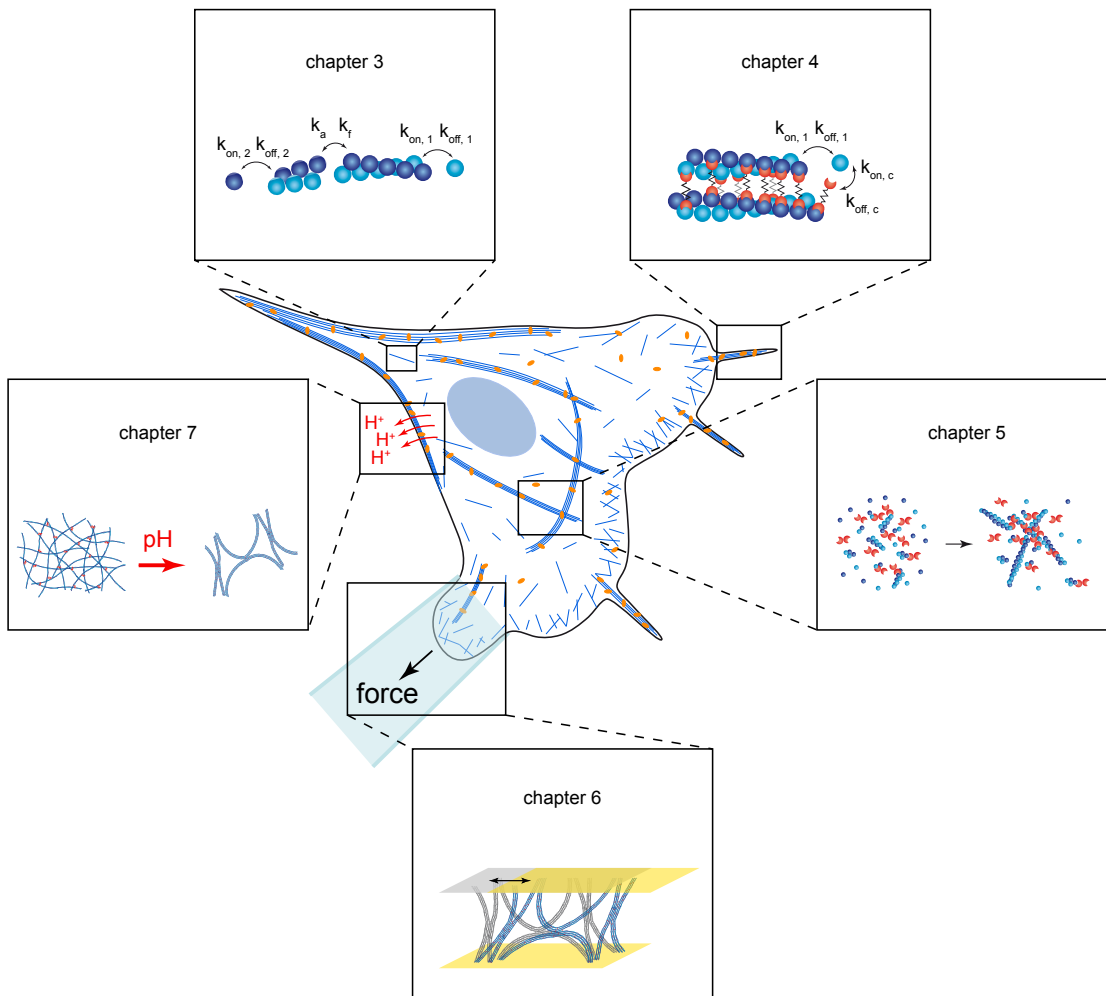 chapter 3
k_a k_f
k_on, 2 k_off, 2 k_on, 1 k_off, 1
chapter 4
k_on, 1 k_off, 1
k_on, c
k_off, c
chapter 7
pH
H⁺
H⁺
H⁺
chapter 5
force
chapter 6